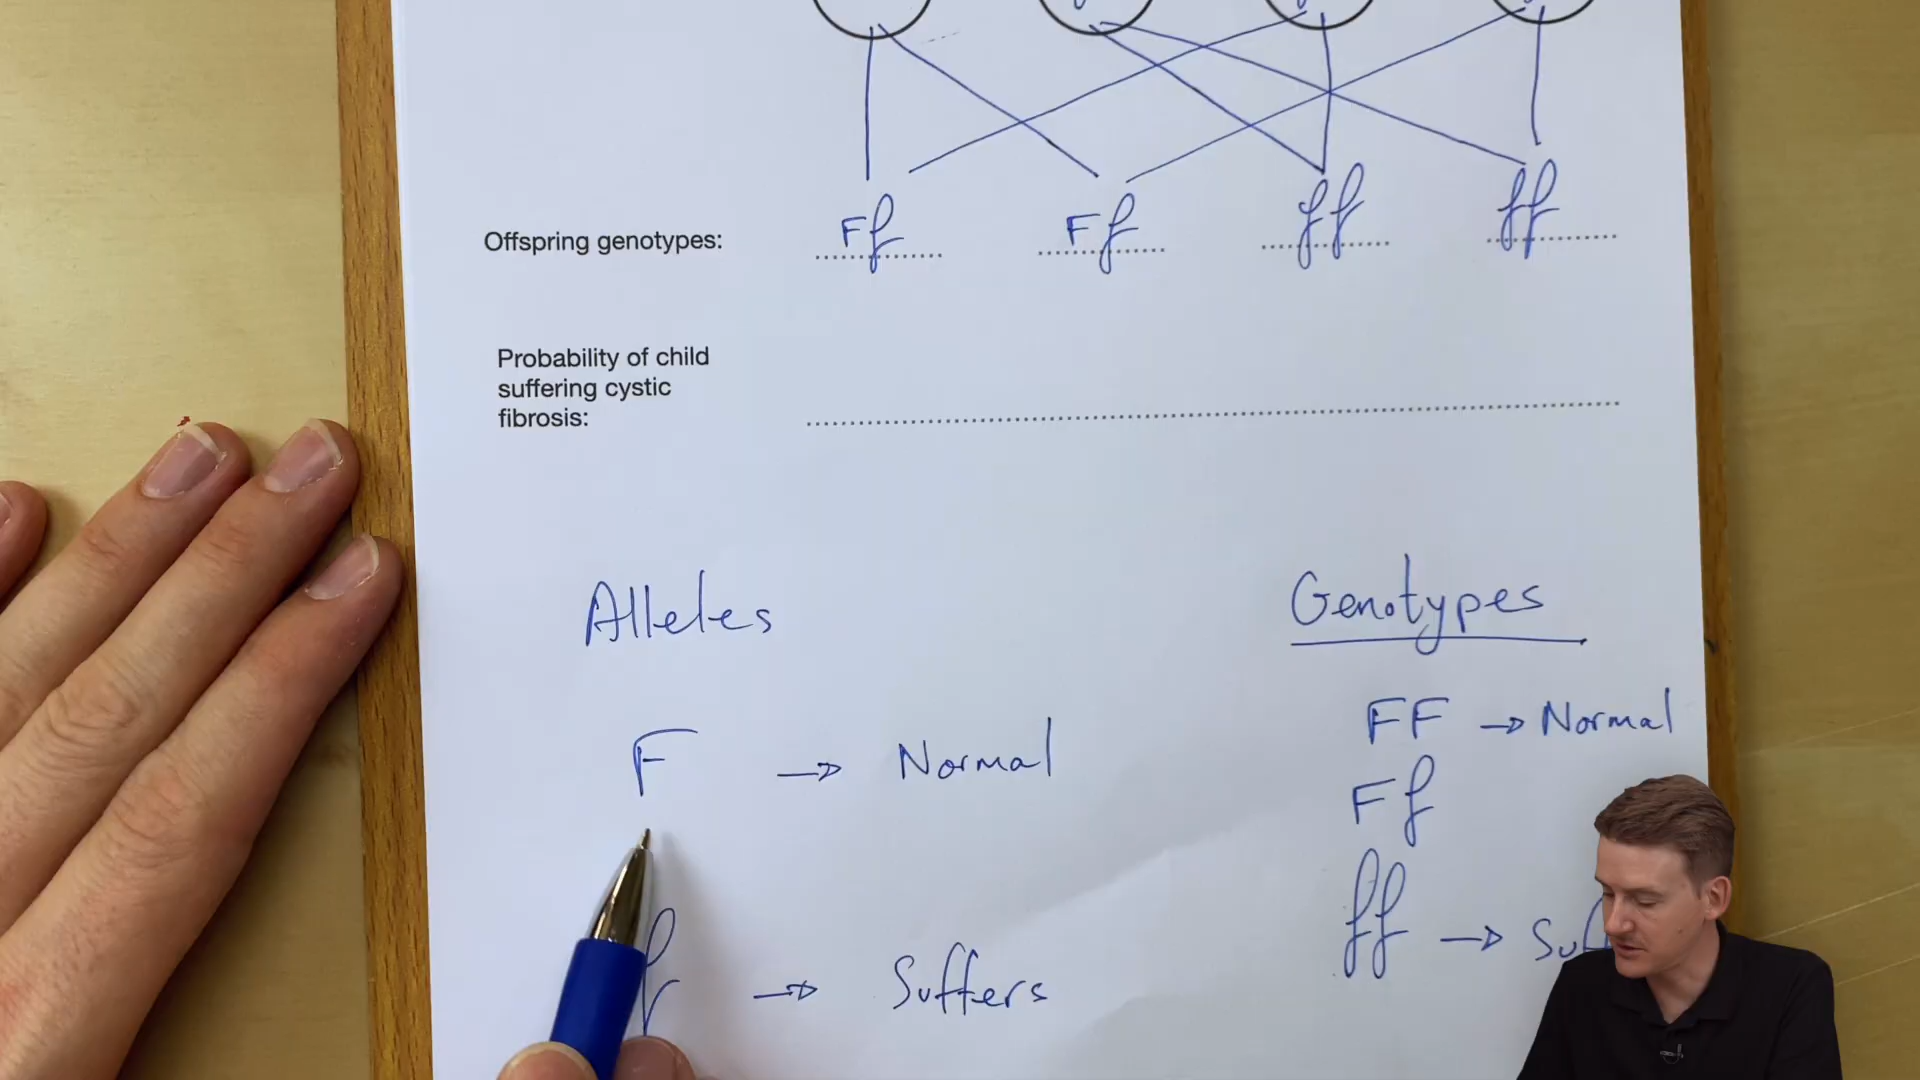 Offspring genotypes: Ff Ff ff ff
Probability of child
suffering cystic
fibrosis:
Alleles
F → Normal
f → Suffers
Genotypes
FF → Normal
Ff
ff →